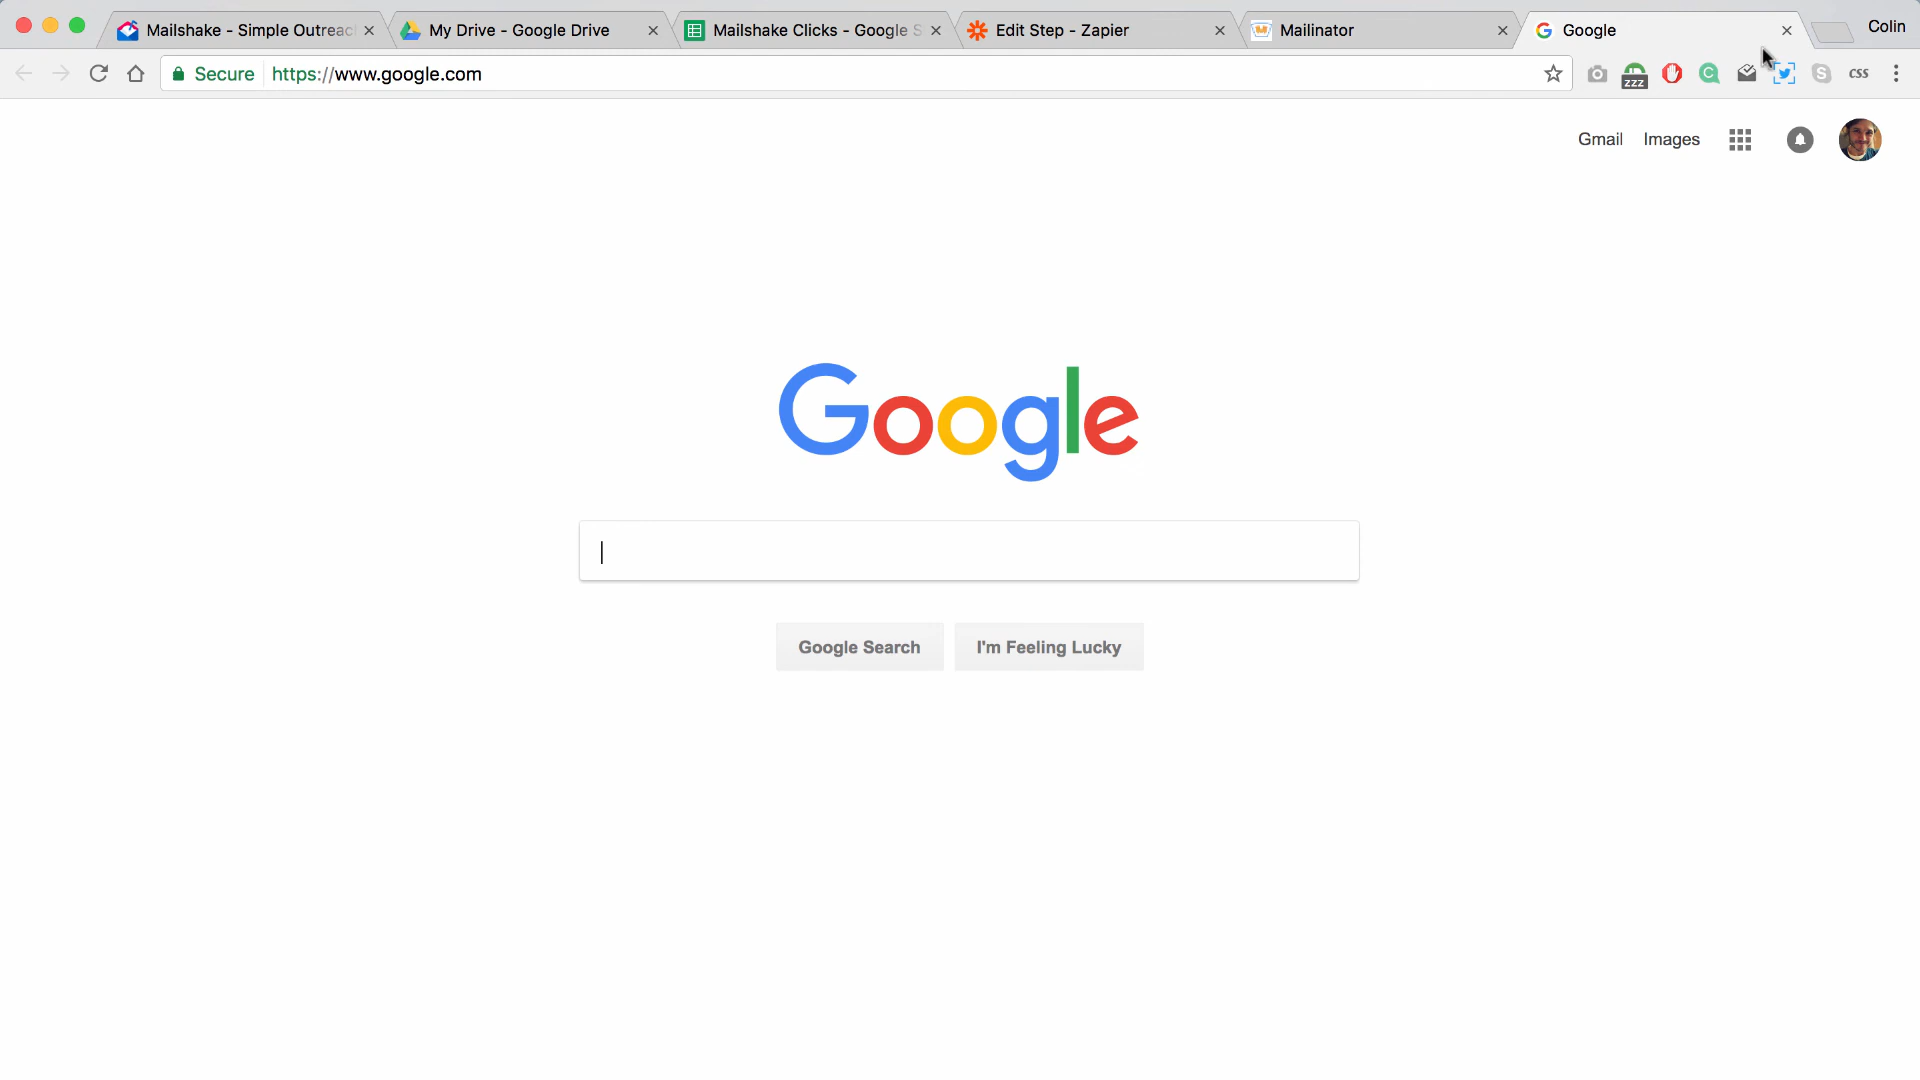 Mailshake - Simple Outreac
My Drive - Google Drive
Mailshake Clicks - Google S
Edit Step - Zapier
Mailinator
Google
Colin
Secure
https://www.google.com
zzz
C
S
css
Gmail
Images
Google
Google Search
I'm Feeling Lucky